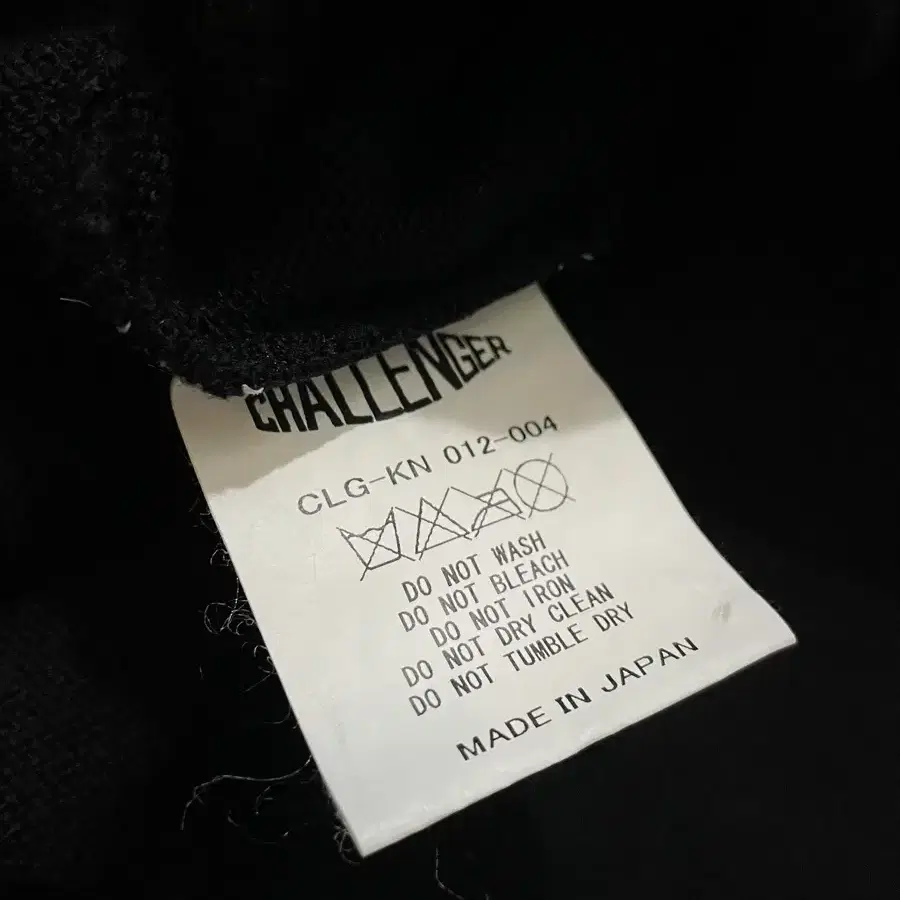 CHALLENGER
CLG-KN 012-004
DO NOT WASH
DO NOT BLEACH
DO NOT IRON
DO NOT DRY CLEAN
DO NOT TUMBLE DRY
MADE IN JAPAN